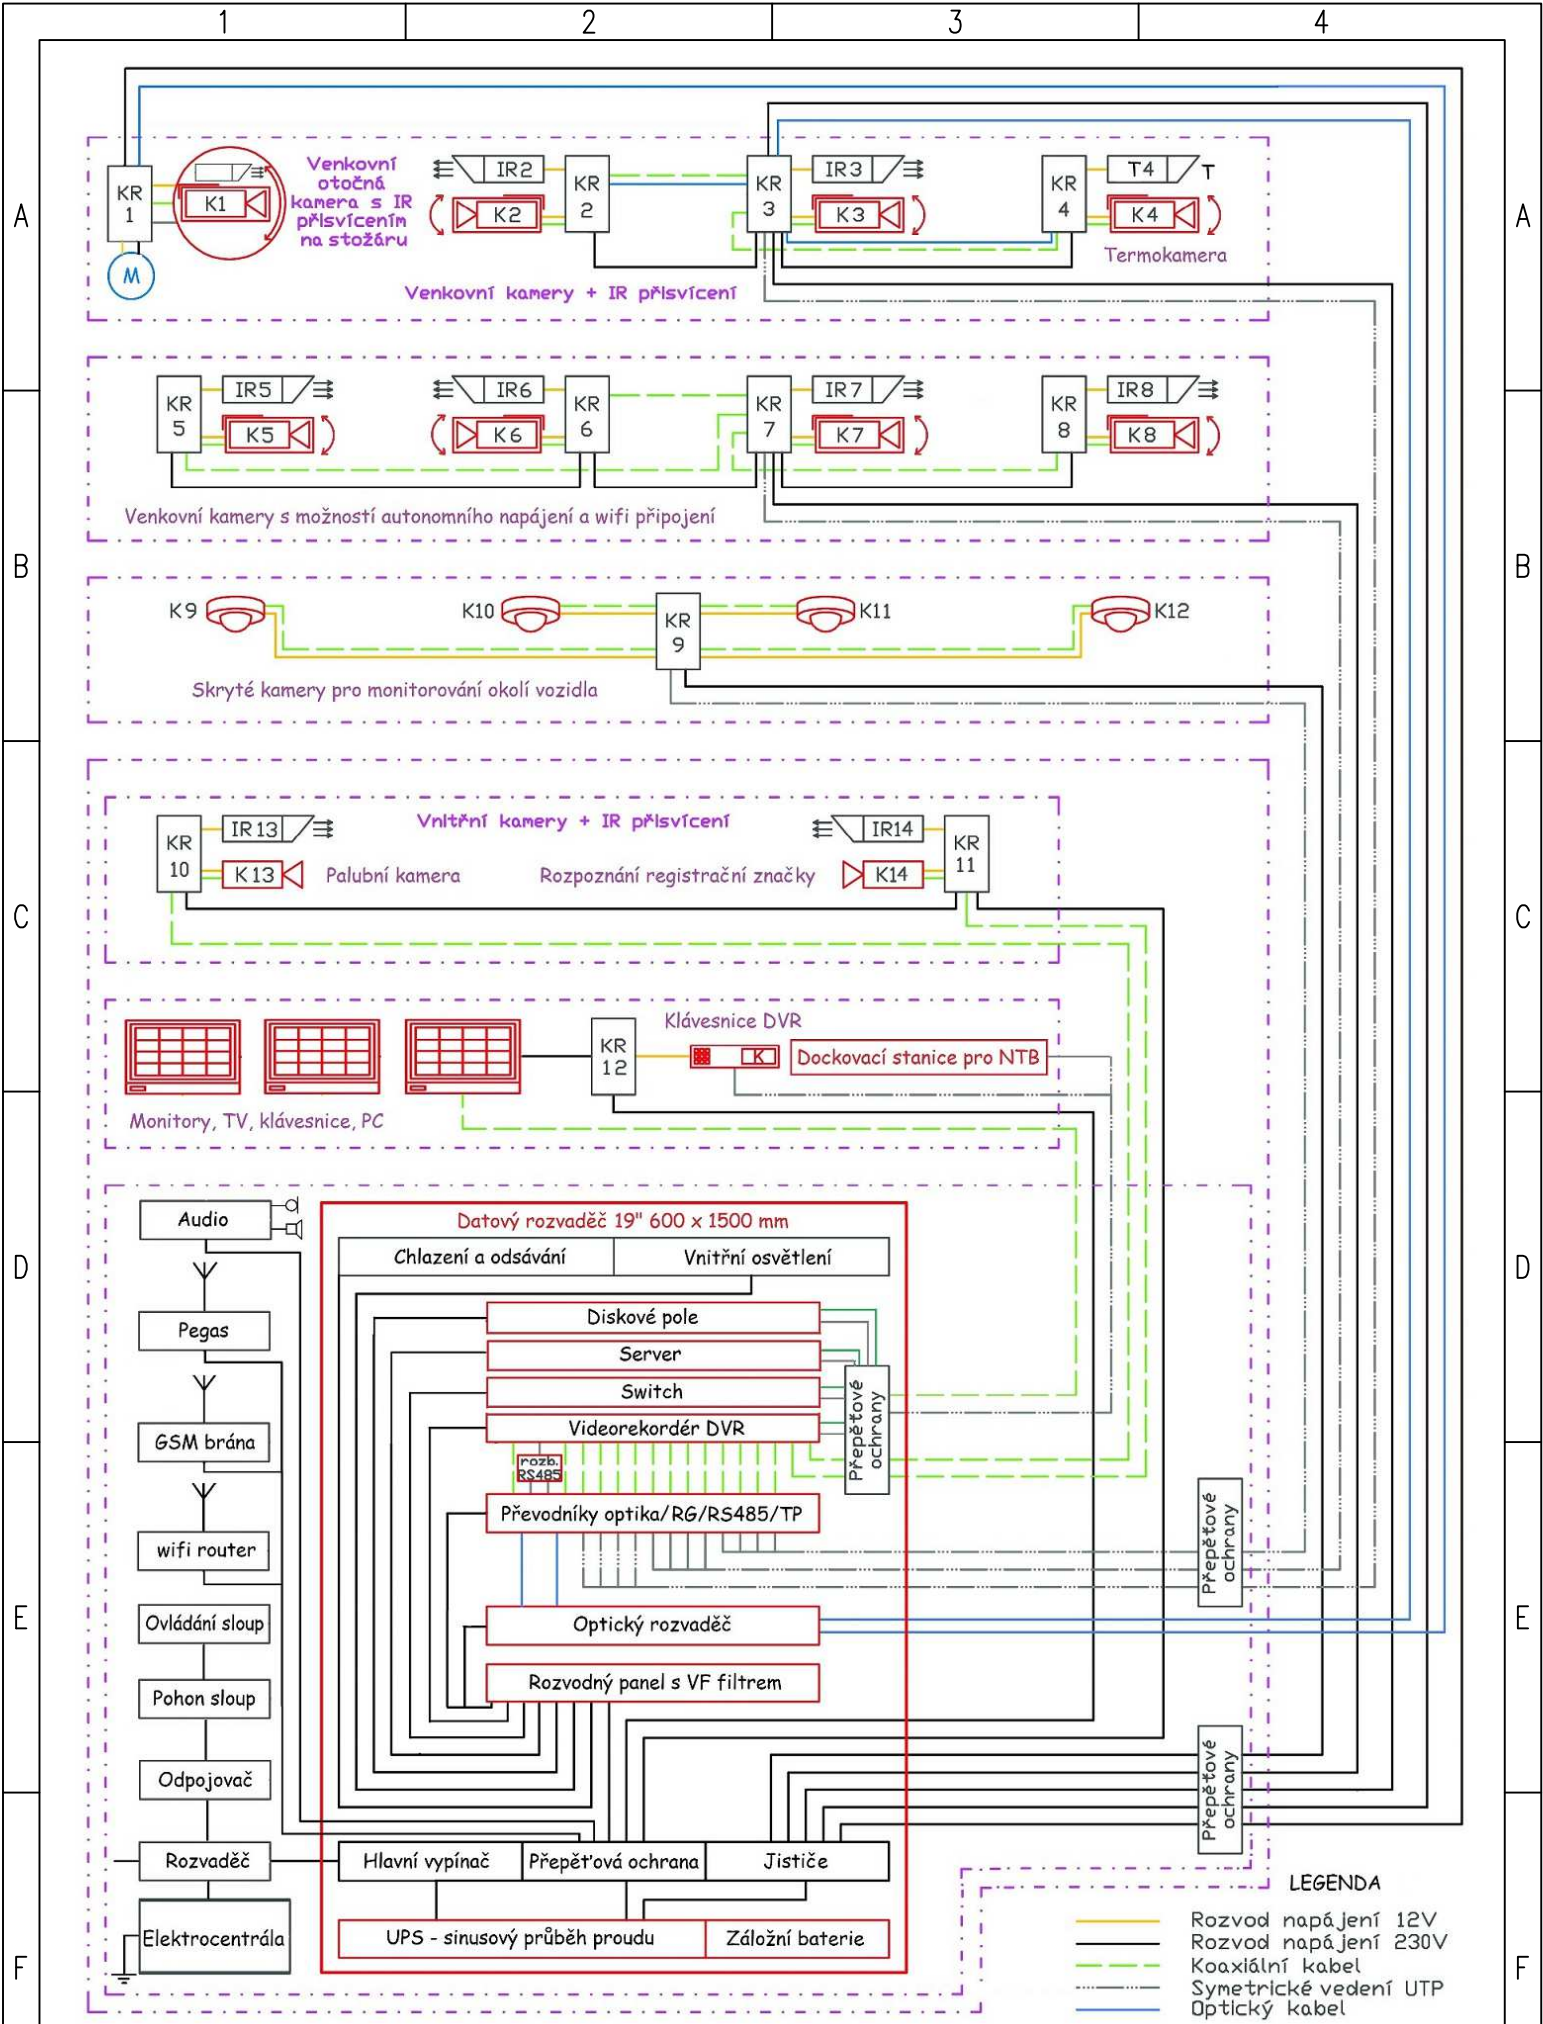 1 2 3 4
A
KR
1
K1
M
Venkovní
otočná
kamera s IR
přisvícením
na stožáru
IR2
K2
KR
2
KR
3
IR3
K3
KR
4
T4
T
K4
Termokamera
A
Venkovní kamery + IR přisvícení
KR
5
IR5
K5
IR6
K6
KR
6
KR
7
IR7
K7
KR
8
IR8
K8
Venkovní kamery s možností autonomního napájení a wifi připojení
B
B
K9
K10
KR
9
K11
K12
Skryté kamery pro monitorování okolí vozidla
KR
10
IR13
K13
Vnitřní kamery + IR přisvícení
Palubní kamera
Rozpoznání registrační značky
IR14
K14
KR
11
C
C
KR
12
Klávesnice DVR
K
Dockovací stanice pro NTB
Monitory, TV, klávesnice, PC
D
D
Audio
Pegas
GSM brána
wifi router
Ovládání sloup
Pohon sloup
Odpojovač
Rozvaděč
Elektrocentrála
Datový rozvaděč 19" 600 x 1500 mm
Chlazení a odsávání
Vnitřní osvětlení
Diskové pole
Server
Switch
Videorekordér DVR
Přepěťové
ochrany
rozb.
RS485
Převodníky optika/RG/RS485/TP
Přepěťové
ochrany
E
E
Optický rozvaděč
Rozvodný panel s VF filtrem
Přepěťové
ochrany
Hlavní vypínač
Přepěťová ochrana
Jističe
UPS - sinusový průběh proudu
Záložní baterie
F
F
LEGENDA
Rozvod napájení 12V
Rozvod napájení 230V
Koaxiální kabel
Symetrické vedení UTP
Optický kabel